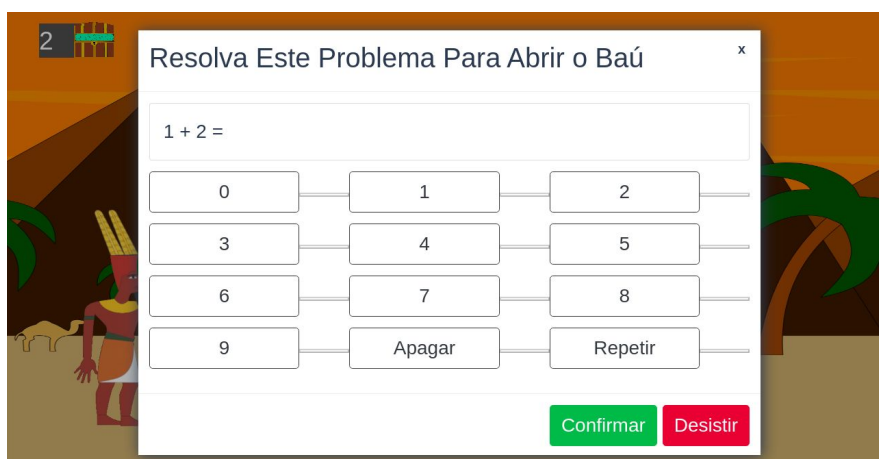 2
Resolva Este Problema Para Abrir o Baú x
1 + 2 =
0 1 2
3 4 5
6 7 8
9 Apagar Repetir
Confirmar Desistir